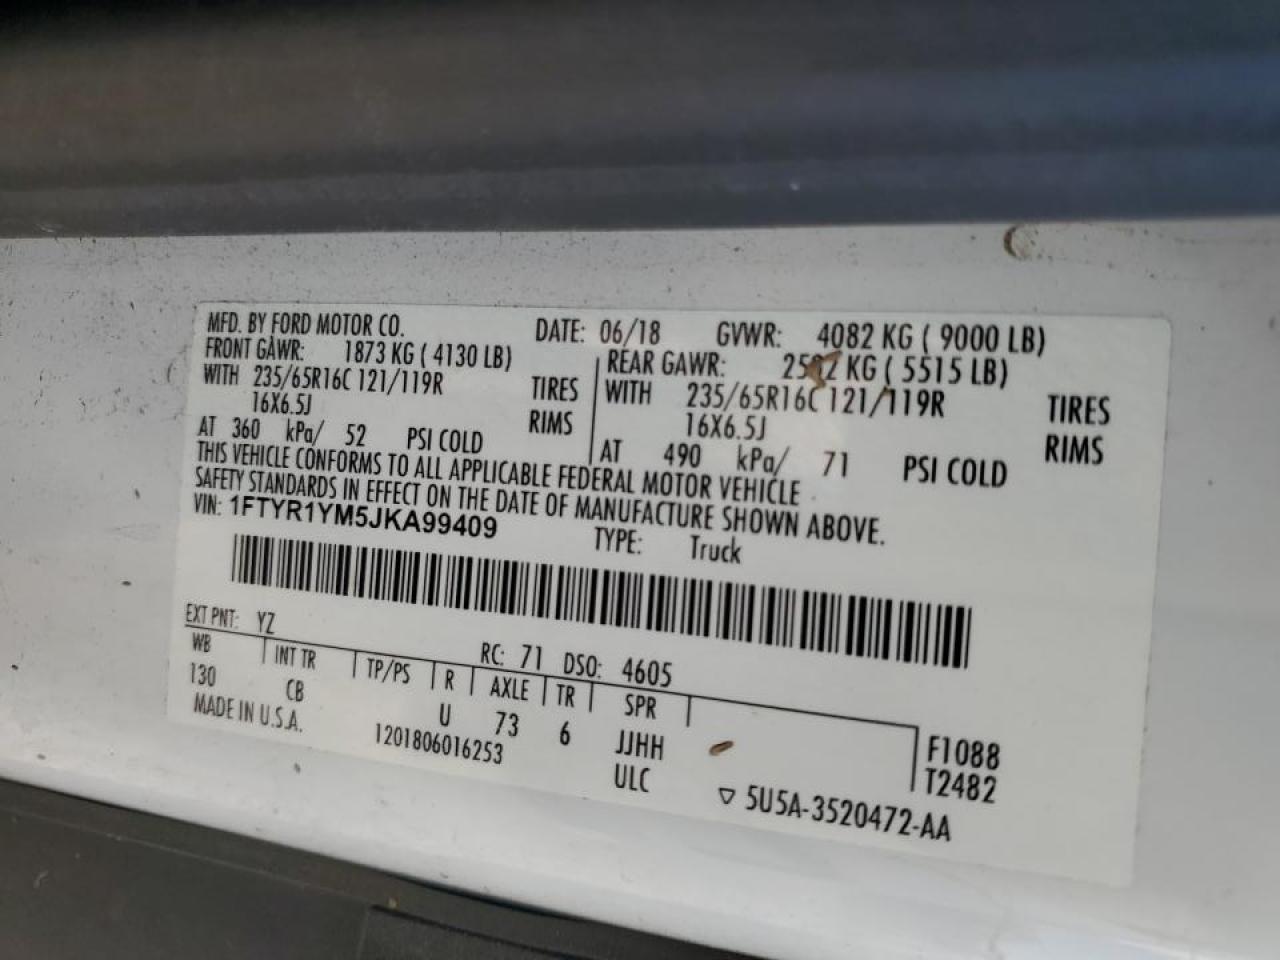 MFD. BY FORD MOTOR CO. DATE: 06/18 GVWR: 4082 KG ( 9000 LB)
FRONT GAWR: 1873 KG ( 4130 LB) REAR GAWR: KG ( 5515 LB)
WITH 235/65R16C 121/119R TIRES WITH 235/65R16C 121/119R TIRES
16X6.5J RIMS 16X6.5J RIMS
AT 360 kPa/ 52 PSI COLD AT 490 kPa/ 71 PSI COLD
THIS VEHICLE CONFORMS TO ALL APPLICABLE FEDERAL MOTOR VEHICLE
SAFETY STANDARDS IN EFFECT ON THE DATE OF MANUFACTURE SHOWN ABOVE.
VIN: 1FTYR1YM5JKA99409 TYPE: Truck
EXT PNT: YZ RC: 71 DSO: 4605
WB INT TR TP/PS R AXLE TR SPR
130 CB U 73 6 JJHH F1088
MADE IN U.S.A. 1201806016253 ULC T2482
▽ 5U5A-3520472-AA